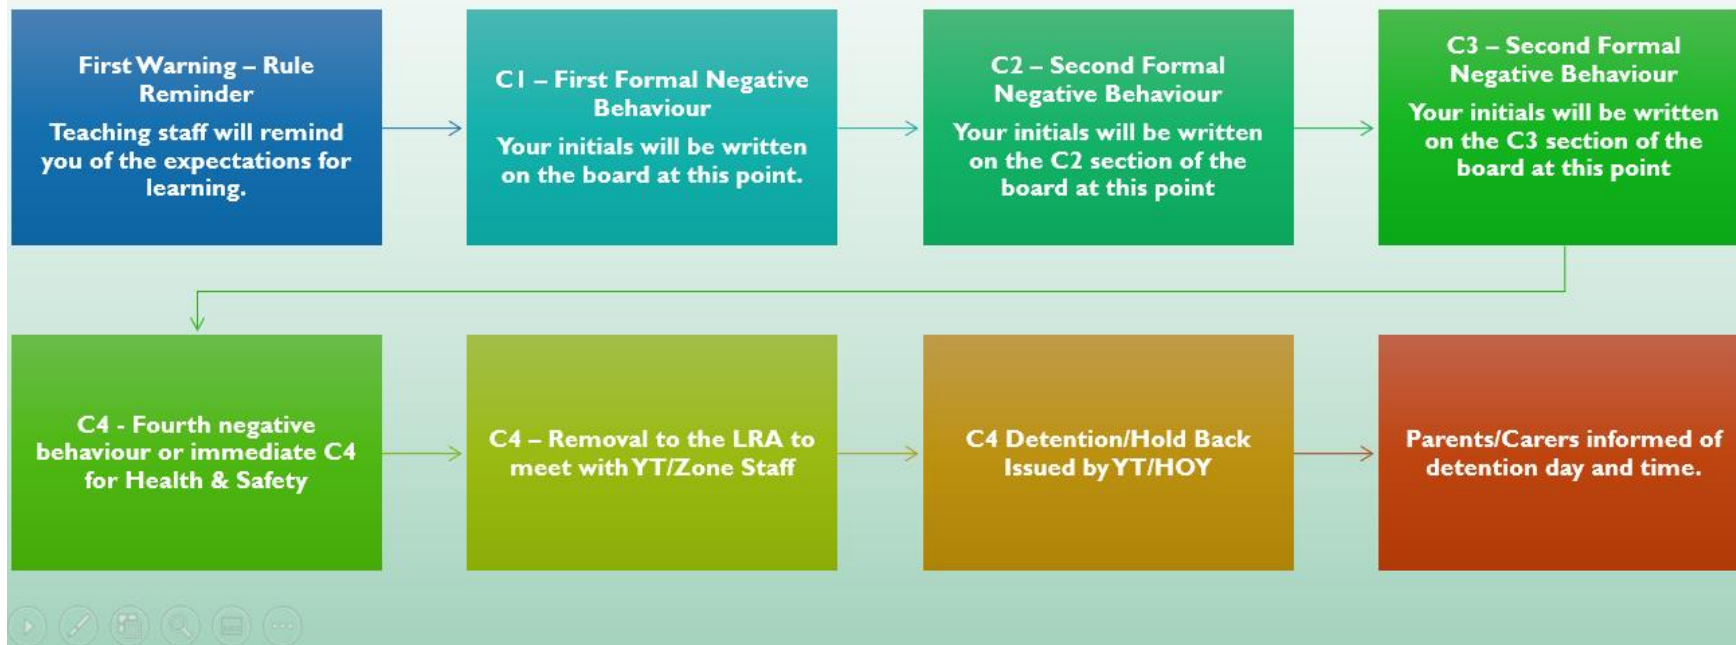 First Warning – Rule
Reminder
Teaching staff will remind
you of the expectations for
learning.
C1 – First Formal Negative
Behaviour
Your initials will be written
on the board at this point.
C2 – Second Formal
Negative Behaviour
Your initials will be written
on the C2 section of the
board at this point
C3 – Second Formal
Negative Behaviour
Your initials will be written
on the C3 section of the
board at this point
C4 - Fourth negative
behaviour or immediate C4
for Health & Safety
C4 – Removal to the LRA to
meet with YT/Zone Staff
C4 Detention/Hold Back
Issued by YT/HOY
Parents/Carers informed of
detention day and time.